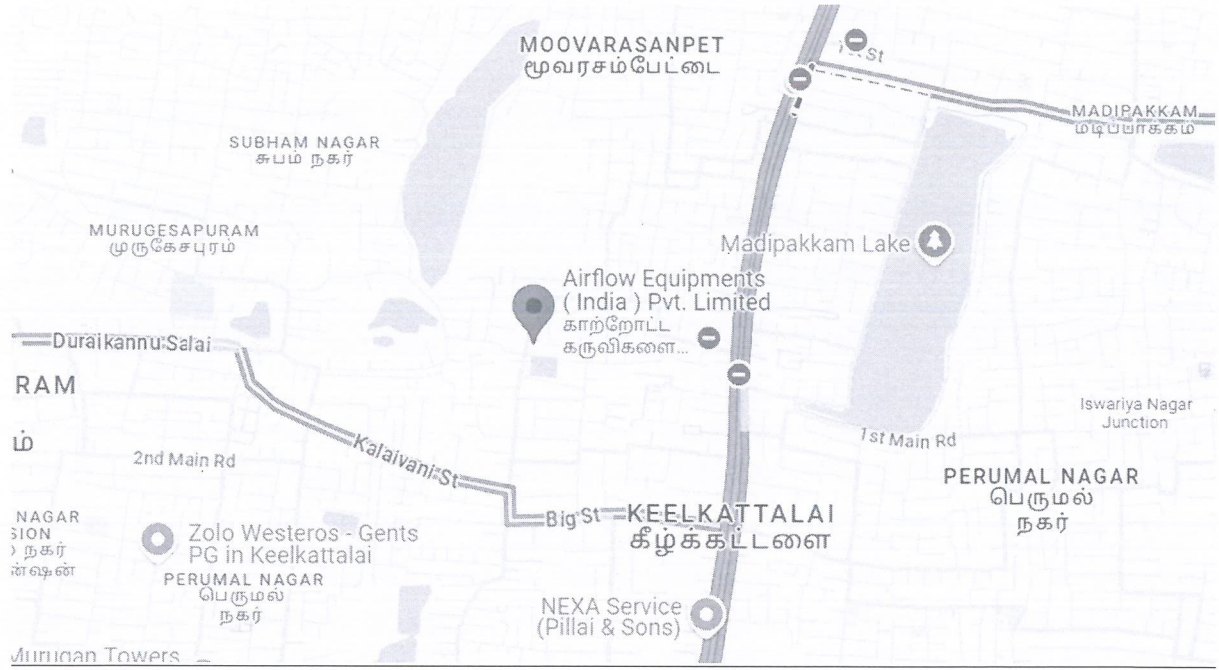 MOOVARASANPET
மூவரசம்பேட்டை
St
MADIPAKKAM
மடிப்பாக்கம்
SUBHAM NAGAR
சுபம் நகர்
MURUGESAPURAM
முருகேசபுரம்
Madipakkam Lake
Airflow Equipments
( India ) Pvt. Limited
காற்றோட்ட
கருவிகளை...
Duraikannu Salai
RAM
ம்
Iswariya Nagar
Junction
1st Main Rd
Kalaivani St
2nd Main Rd
PERUMAL NAGAR
பெருமல்
நகர்
Big St
KEELKATTALAI
கீழ்க்கட்டளை
NAGAR
SION
நகர்
ன்ஷன்
Zolo Westeros - Gents
PG in Keelkattalai
PERUMAL NAGAR
பெருமல்
நகர்
NEXA Service
(Pillai & Sons)
Murugan Towers